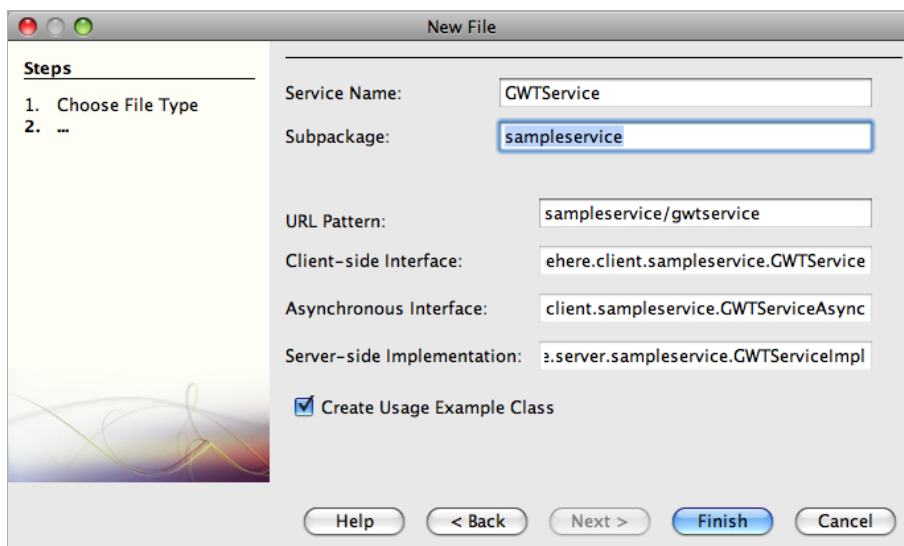 New File
Steps
1. Choose File Type
2. ...
Service Name: GWTService
Subpackage: sampleservice
URL Pattern: sampleservice/gwtservice
Client-side Interface: ehere.client.sampleservice.GWTService
Asynchronous Interface: client.sampleservice.GWTServiceAsync
Server-side Implementation: e.server.sampleservice.GWTServiceImpl
Create Usage Example Class
Help < Back Next > Finish Cancel